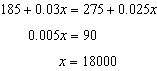 185 + 0.03x = 275 + 0.025x
0.005x = 90
x = 18000